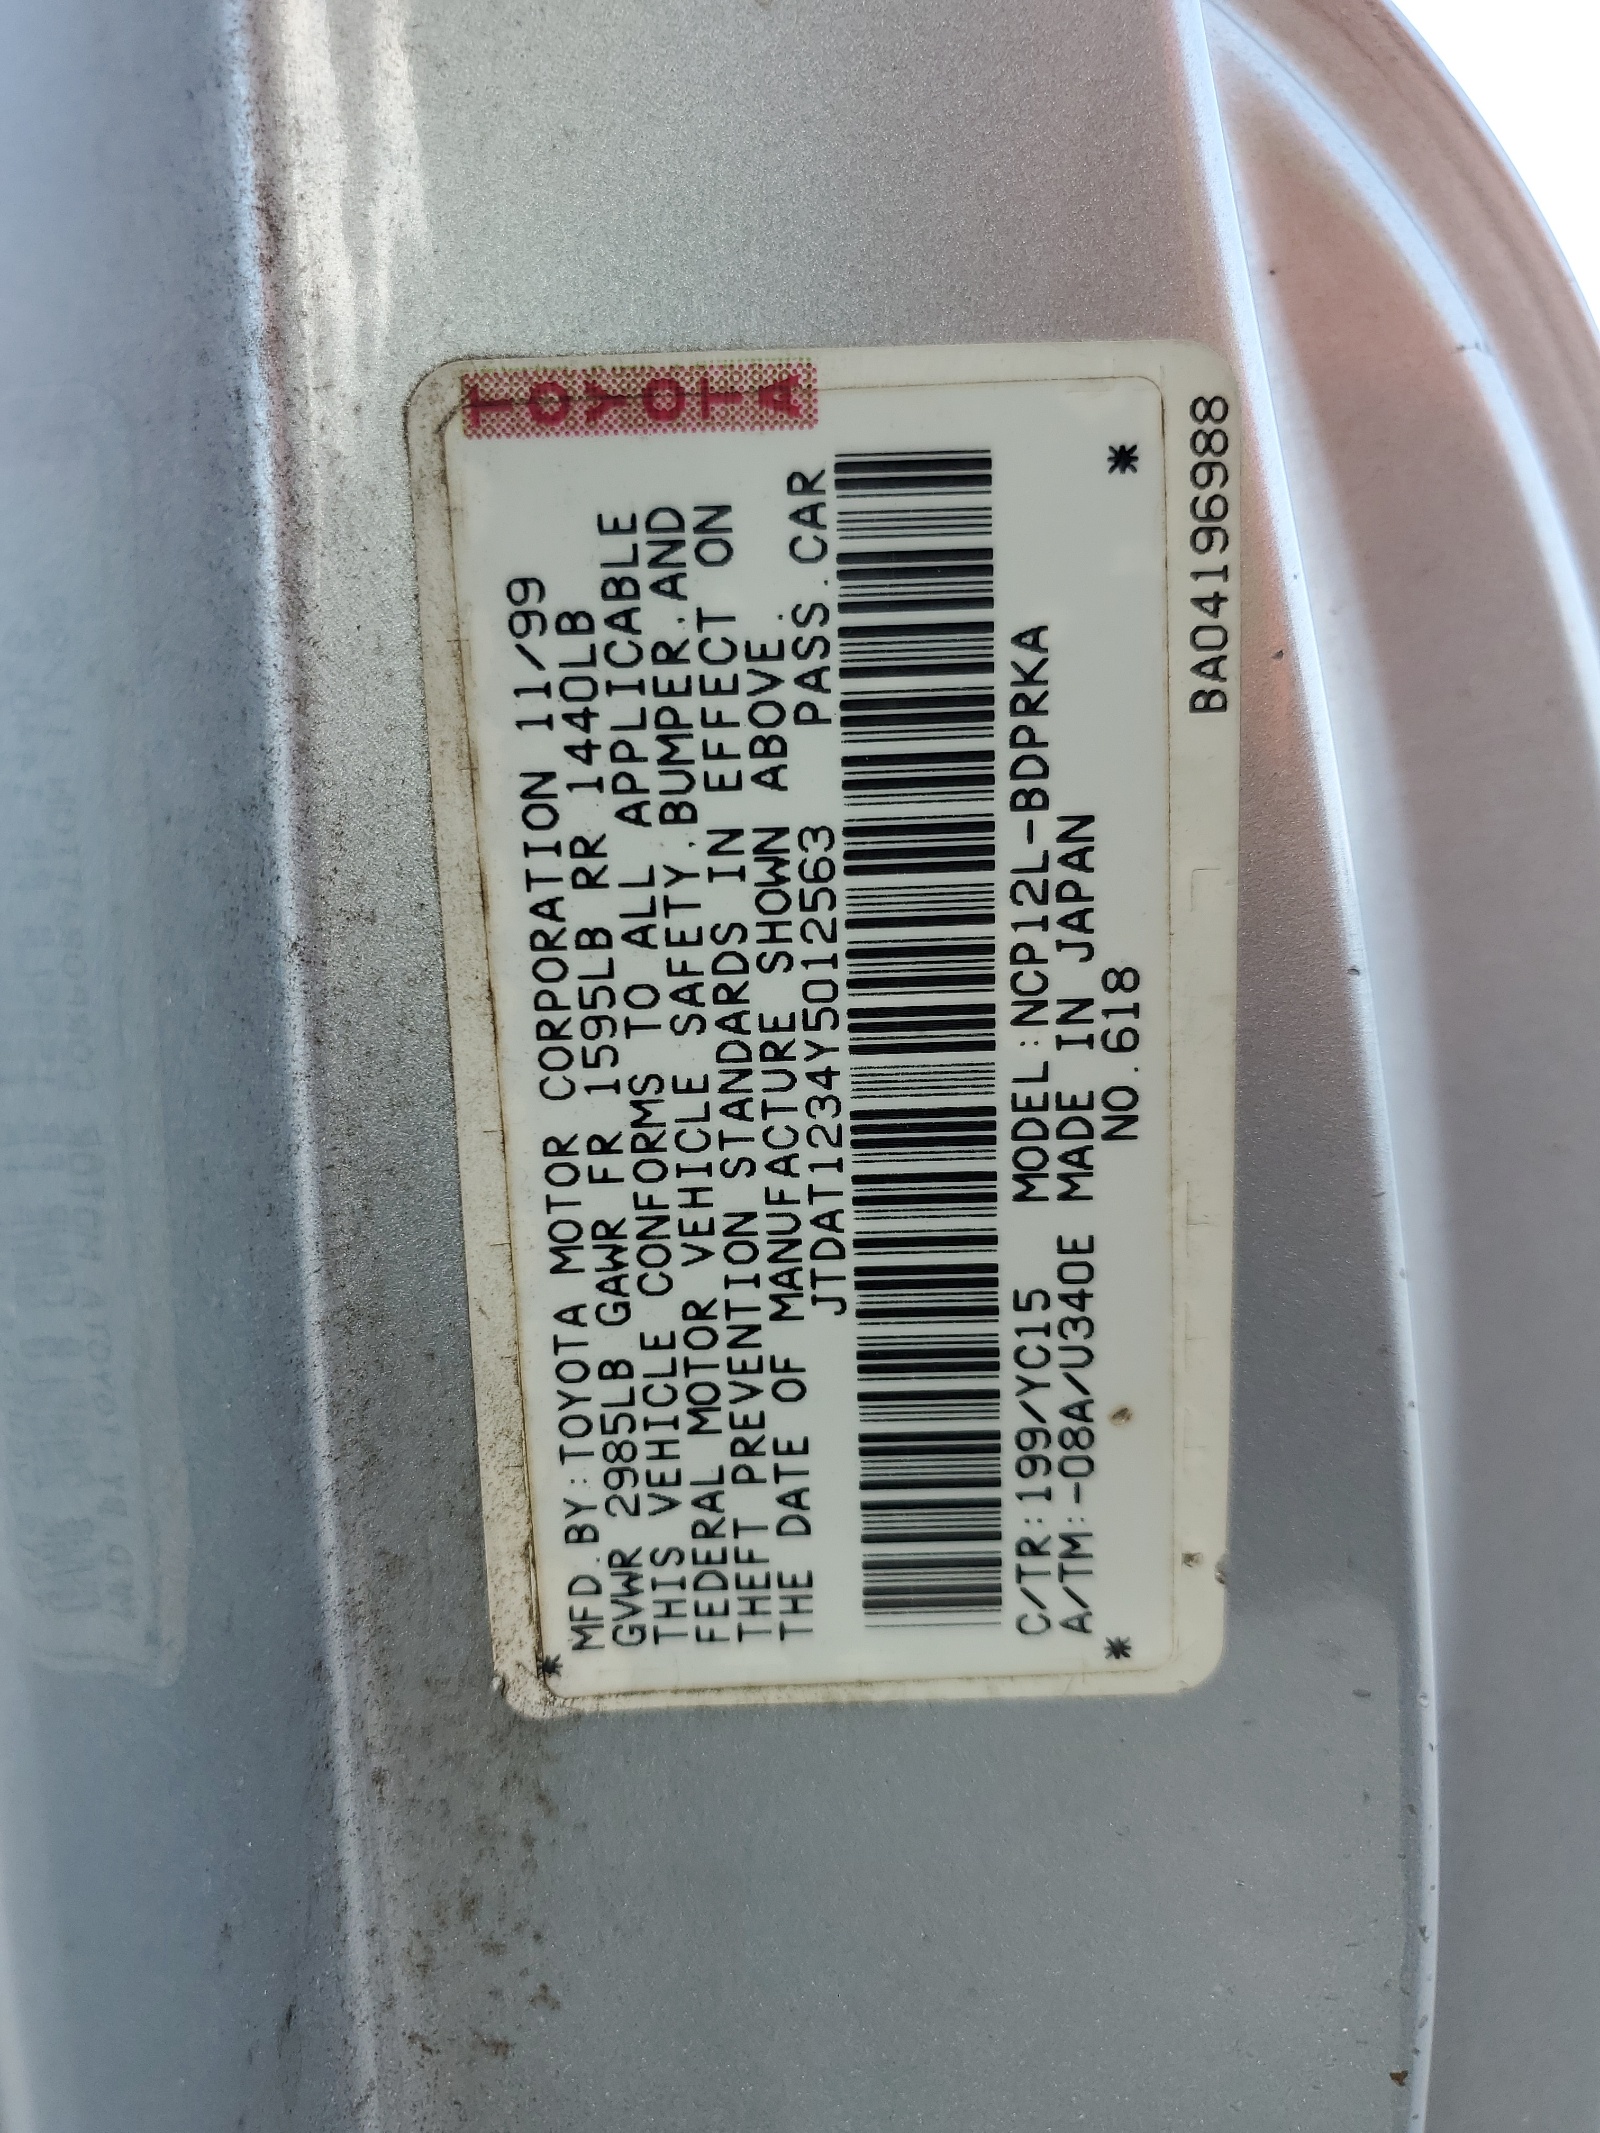 TOYOTA
MFD.BY:TOYOTA MOTOR CORPORATION 11/99
GVWR 2985LB GAWR FR 1595LB RR 1440LB
THIS VEHICLE CONFORMS TO ALL APPLICABLE
FEDERAL MOTOR VEHICLE SAFETY.BUMPER.AND
THEFT PREVENTION STANDARDS IN EFFECT ON
THE DATE OF MANUFACTURE SHOWN ABOVE.
JTDAT1234Y5012563 PASS.CAR
C/TR:199/YC15 MODEL:NCP12L-BDPRKA
A/TM:-08A/U340E MADE IN JAPAN
* NO.618 *
BA04196988